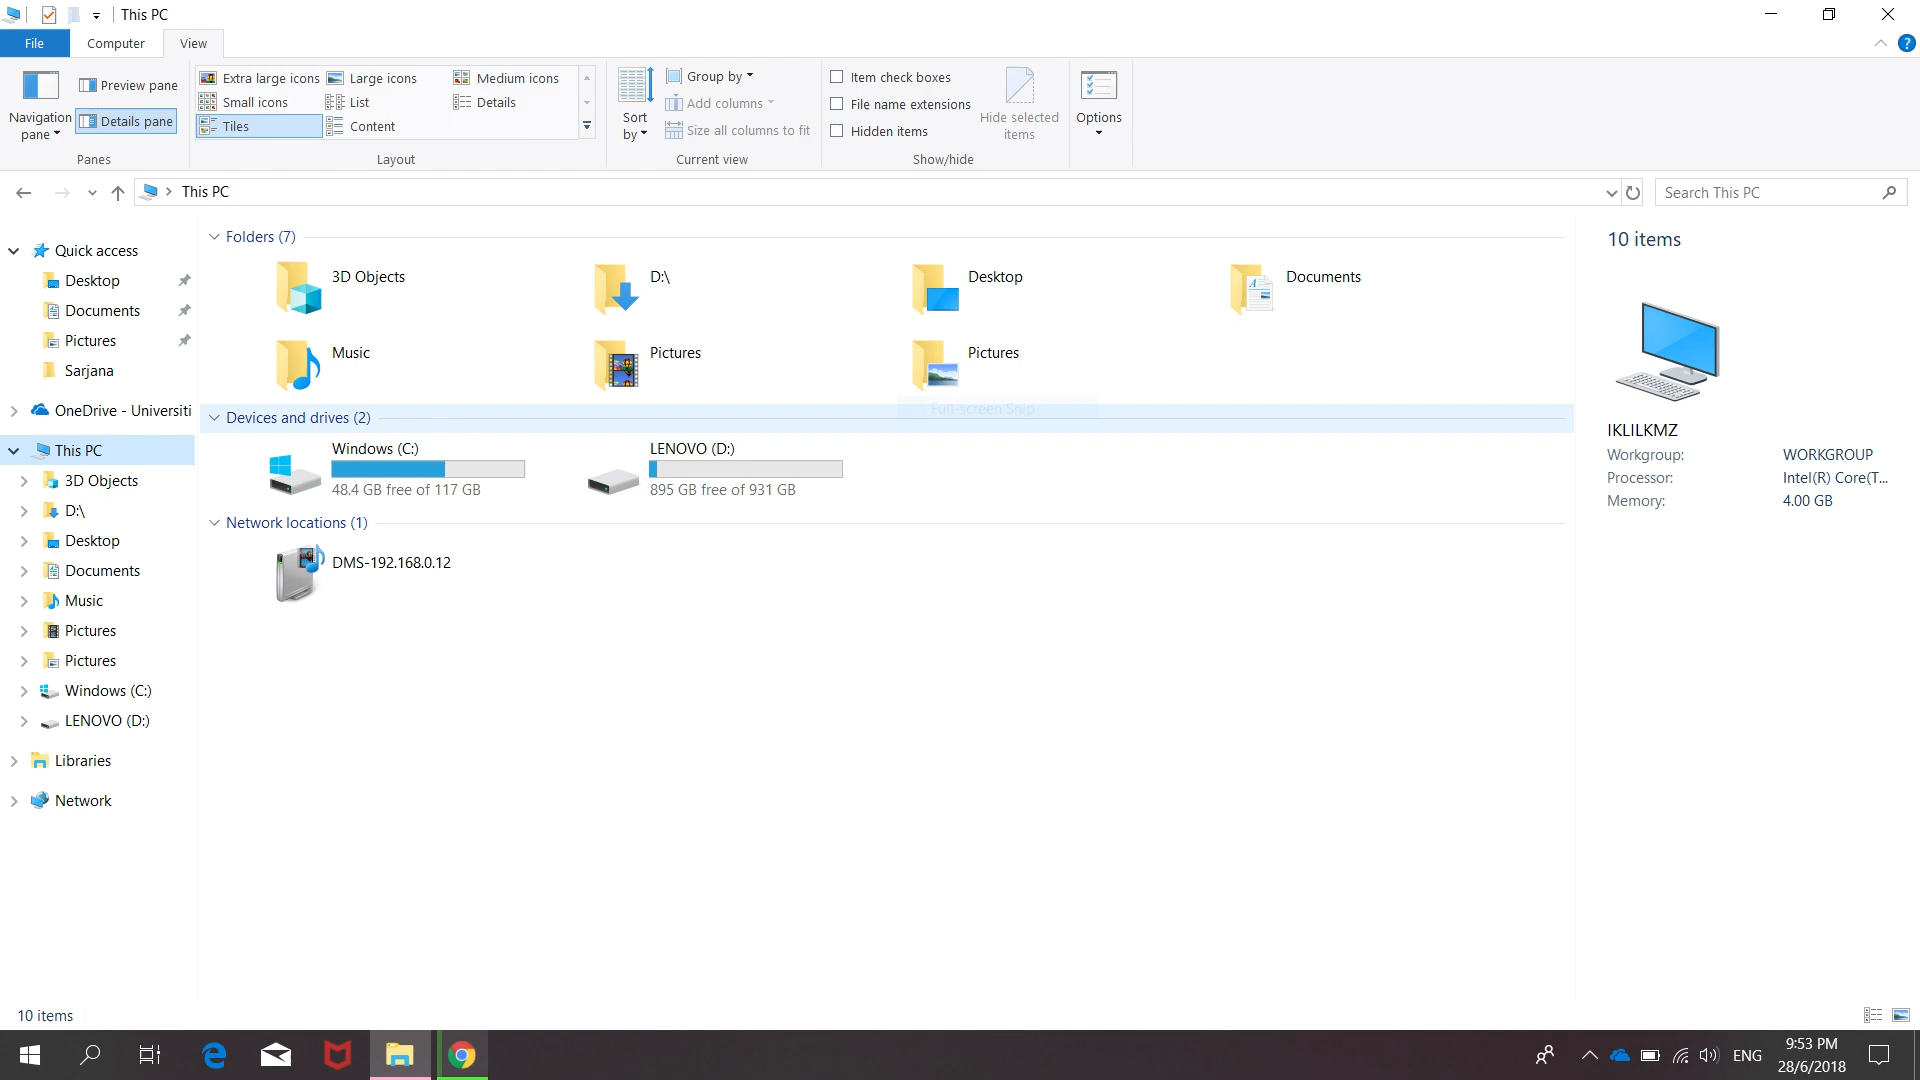 This PC
File
Computer
View
Navigation pane
Preview pane
Details pane
Panes
Extra large icons
Large icons
Medium icons
Small icons
List
Details
Tiles
Content
Layout
Sort by
Group by
Add columns
Size all columns to fit
Current view
Item check boxes
File name extensions
Hidden items
Hide selected items
Show/hide
Options
This PC
Search This PC
Quick access
Desktop
Documents
Pictures
Sarjana
OneDrive - Universiti
This PC
3D Objects
D:\
Desktop
Documents
Music
Pictures
Pictures
Windows (C:)
LENOVO (D:)
Libraries
Network
Folders (7)
3D Objects
D:\
Desktop
Documents
Music
Pictures
Pictures
Full-screen Snip
Devices and drives (2)
Windows (C:)
48.4 GB free of 117 GB
LENOVO (D:)
895 GB free of 931 GB
Network locations (1)
DMS-192.168.0.12
10 items
IKLILKMZ
Workgroup: WORKGROUP
Processor: Intel(R) Core(T...
Memory: 4.00 GB
10 items
ENG
9:53 PM
28/6/2018